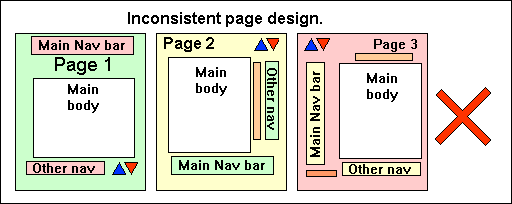 Inconsistent page design.
Main Nav bar
Page 1
Main
body
Other nav
Page 2
Main
body
Other nav
Main Nav bar
Page 3
Main Nav bar
Main
body
Other nav